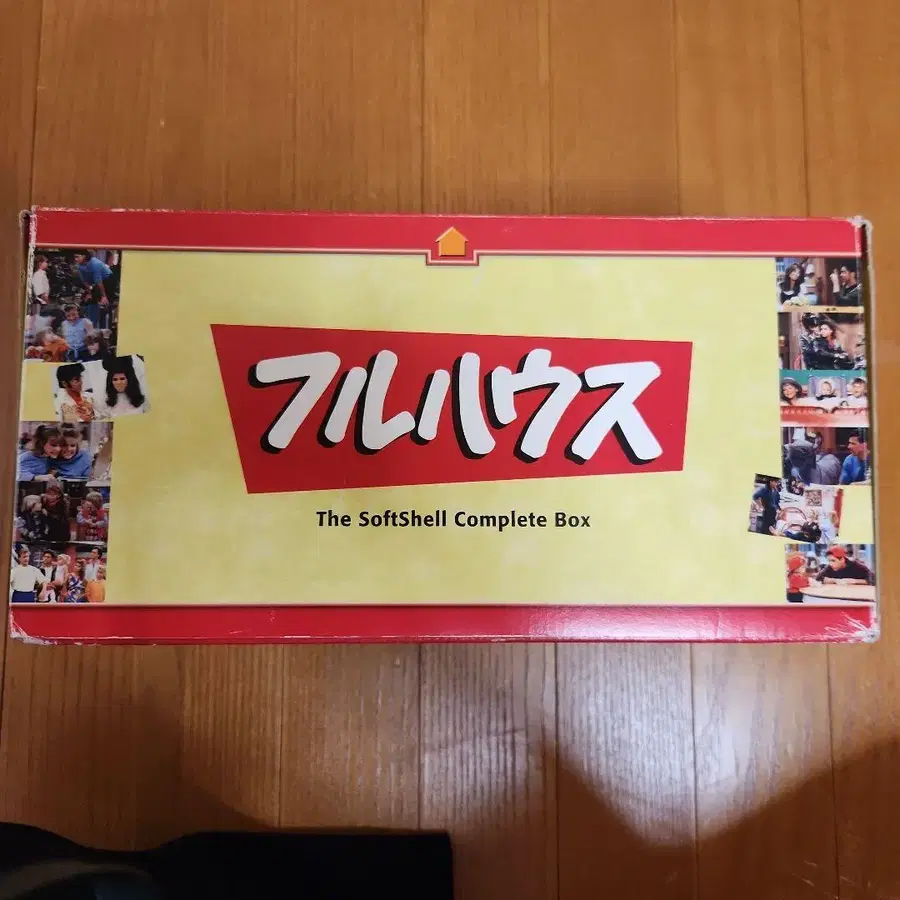 フルハウス
The SoftShell Complete Box